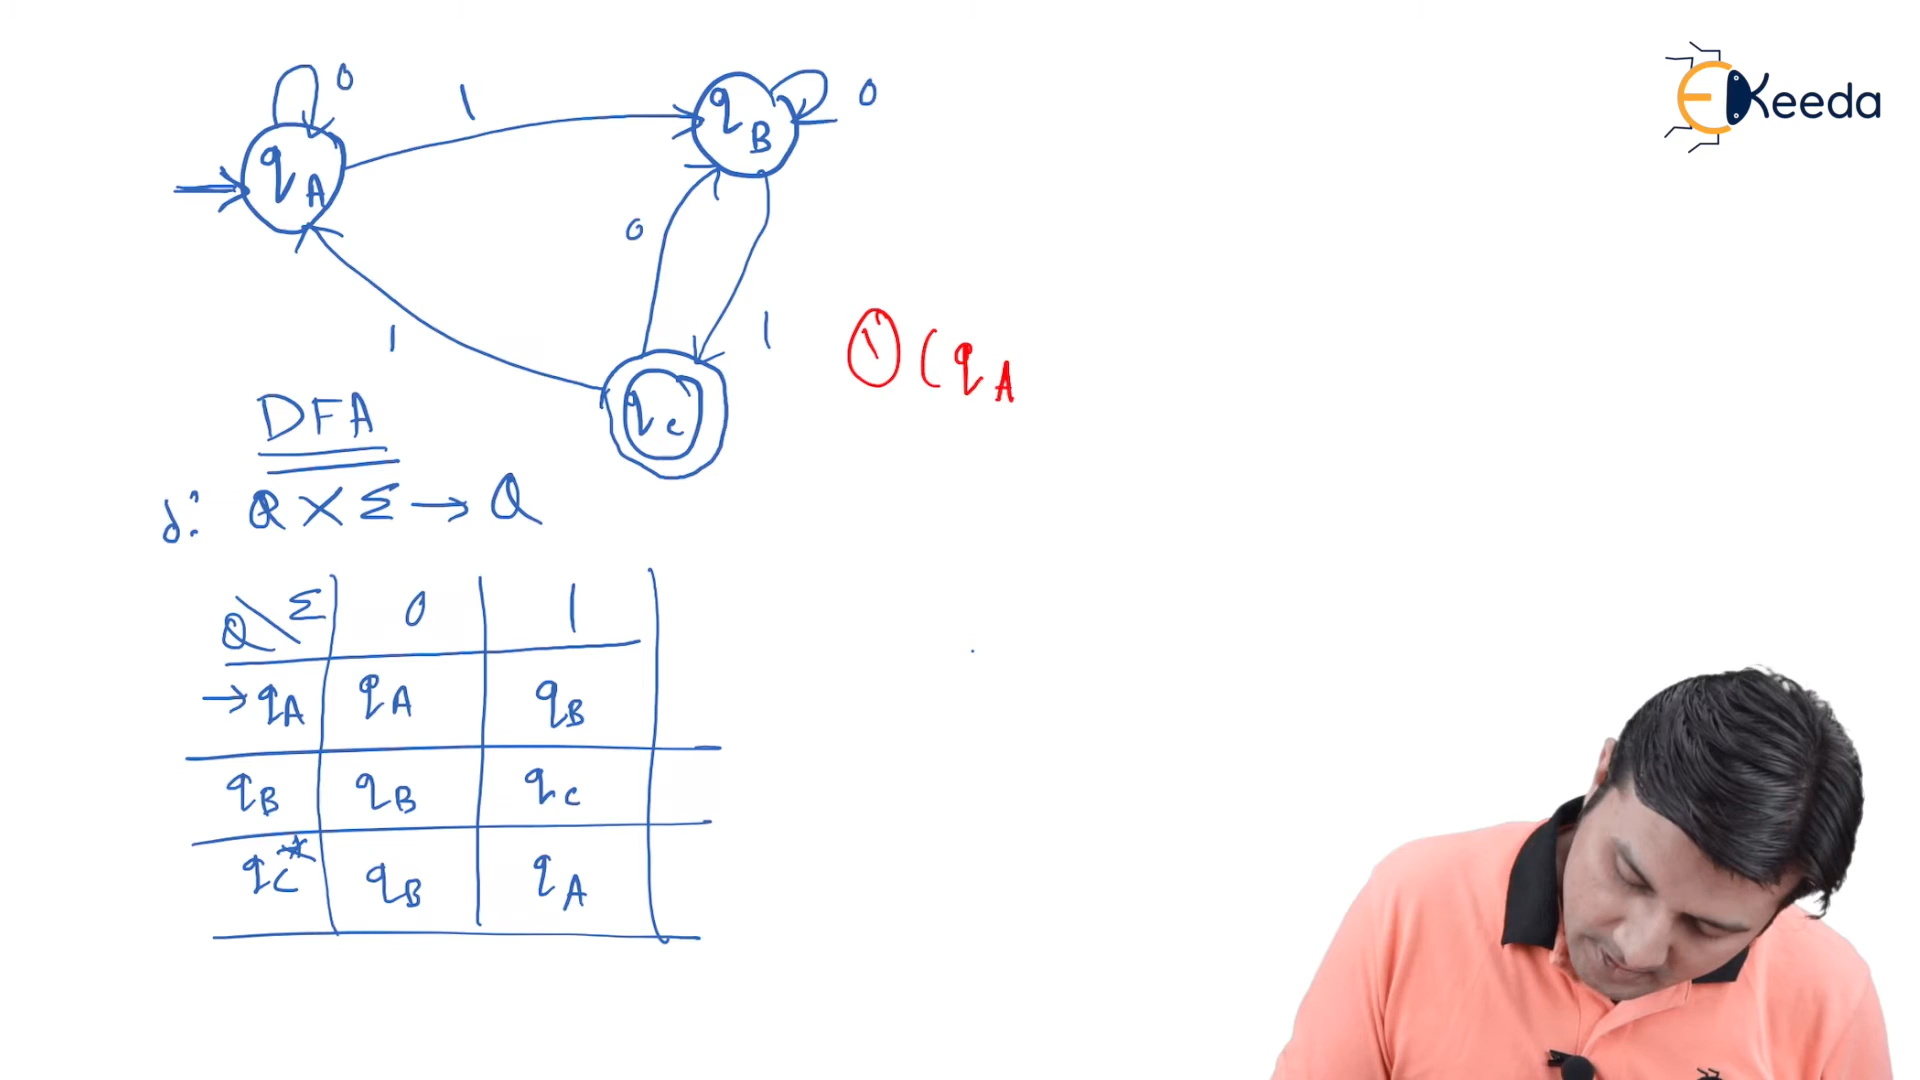 EKeeda
0
1
0
qA
qB
0
1
1
qC
① (qA
DFA
δ: Q X Σ → Q
Q\Σ 0 1
→ qA qA qB
qB qB qC
qC* qB qA